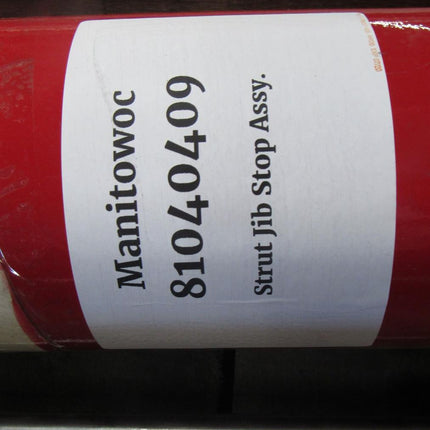 Manitowoc
81040409
Strut Jib Stop Assy.